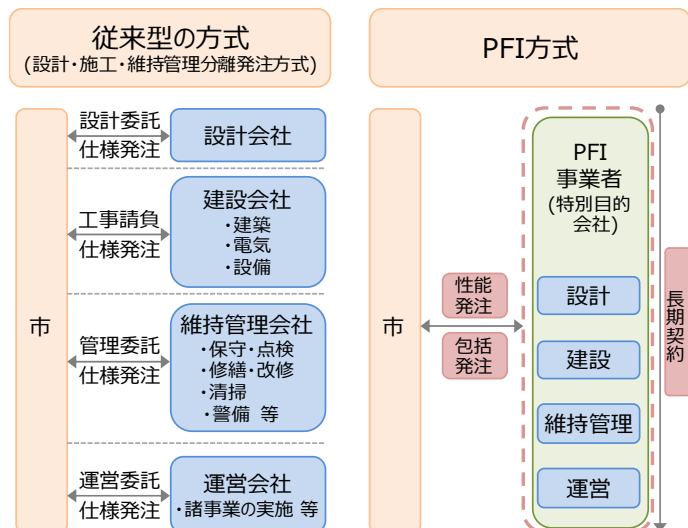 従来型の方式
(設計・施工・維持管理分離発注方式)
市
設計委託
仕様発注
設計会社
工事請負
仕様発注
建設会社
・建築
・電気
・設備
管理委託
仕様発注
維持管理会社
・保守・点検
・修繕・改修
・清掃
・警備 等
運営委託
仕様発注
運営会社
・諸事業の実施 等
PFI方式
市
性能
発注
包括
発注
PFI
事業者
(特別目的
会社)
設計
建設
維持管理
運営
長期契約